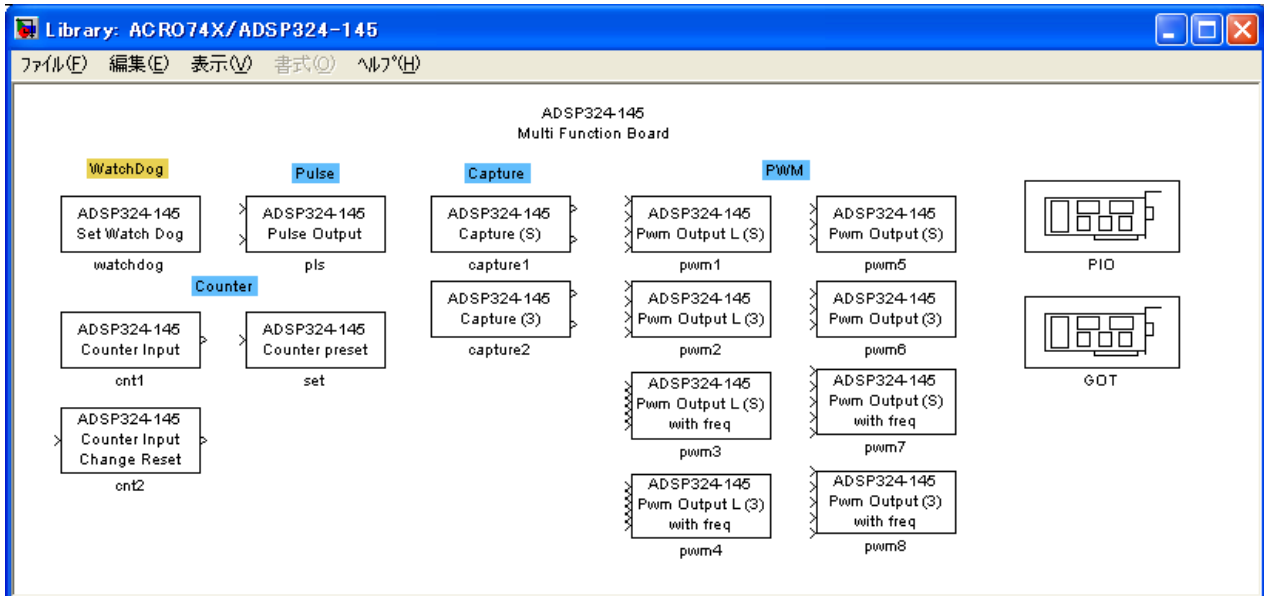 Library: ACRO74X/ADSP324-145
ファイル(F) 編集(E) 表示(V) 書式(O) ヘルプ(H)
ADSP324-145
Multi Function Board
WatchDog
Pulse
Capture
PWM
ADSP324-145
Set Watch Dog
watchdog
ADSP324-145
Pulse Output
pls
ADSP324-145
Capture (S)
capture1
ADSP324-145
Pwm Output L (S)
pwm1
ADSP324-145
Pwm Output (S)
pwm5
PIO
Counter
ADSP324-145
Capture (3)
capture2
ADSP324-145
Pwm Output L (3)
pwm2
ADSP324-145
Pwm Output (3)
pwm6
GOT
ADSP324-145
Counter Input
cnt1
ADSP324-145
Counter preset
set
ADSP324-145
Pwm Output L (S)
with freq
pwm3
ADSP324-145
Pwm Output (S)
with freq
pwm7
ADSP324-145
Counter Input
Change Reset
cnt2
ADSP324-145
Pwm Output L (3)
with freq
pwm4
ADSP324-145
Pwm Output (3)
with freq
pwm8